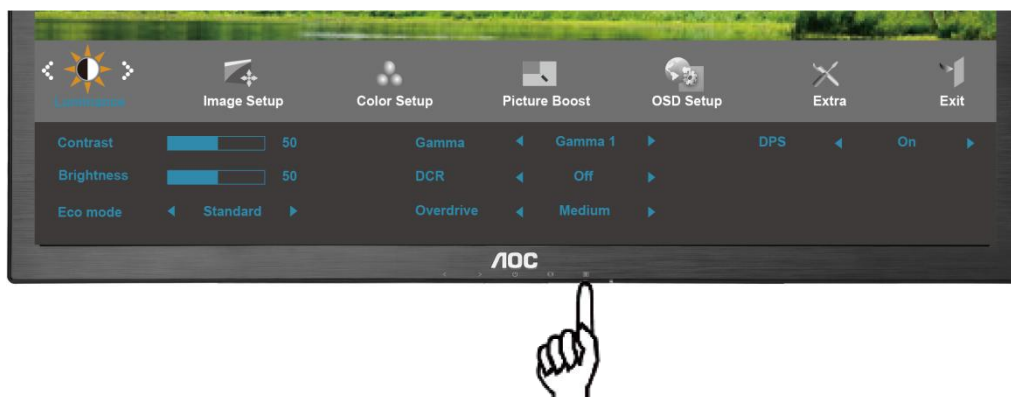 Luminance Image Setup Color Setup Picture Boost OSD Setup Extra Exit
Contrast 50 Gamma Gamma 1 DPS On
Brightness 50 DCR Off
Eco mode Standard Overdrive Medium
AOC